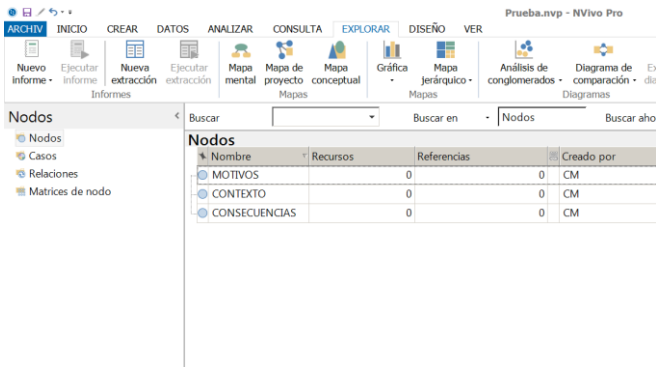 Prueba.nvp - NVivo Pro
ARCHIV INICIO CREAR DATOS ANALIZAR CONSULTA EXPLORAR DISEÑO VER
Nuevo informe Ejecutar informe Nueva extracción Ejecutar extracción Mapa mental Mapa de proyecto Mapa conceptual Gráfica Mapa jerárquico Análisis de conglomerados Diagrama de comparación
Informes Mapas Mapas Diagramas
Nodos
Buscar Buscar en Nodos Buscar aho
Nodos
Casos
Relaciones
Matrices de nodo
Nodos
Nombre Recursos Referencias Creado por
MOTIVOS 0 0 CM
CONTEXTO 0 0 CM
CONSECUENCIAS 0 0 CM